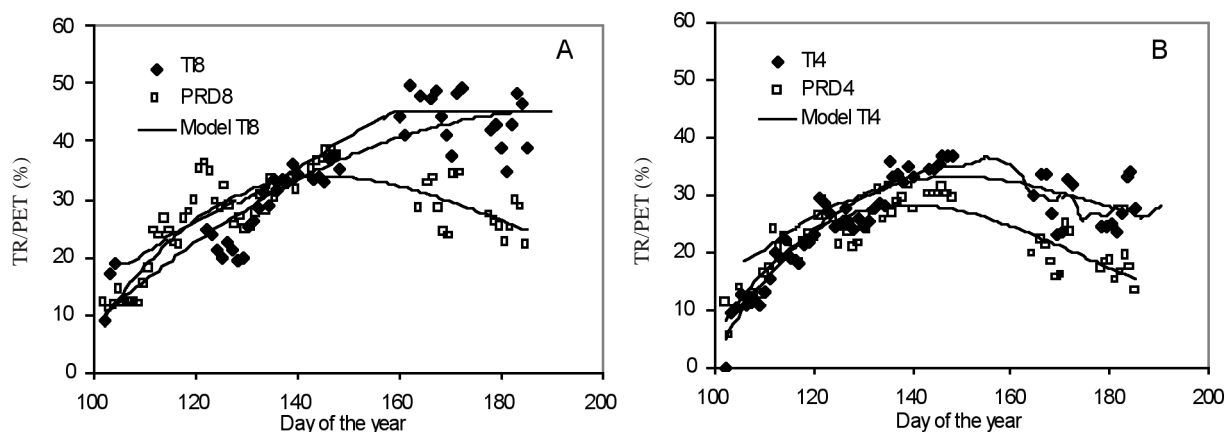 A
TI8
PRD8
Model TI8
TR/PET (%)
60
50
40
30
20
10
0
100
120
140
160
180
200
Day of the year
B
TI4
PRD4
Model TI4
TR/PET (%)
60
50
40
30
20
10
0
100
120
140
160
180
200
Day of the year